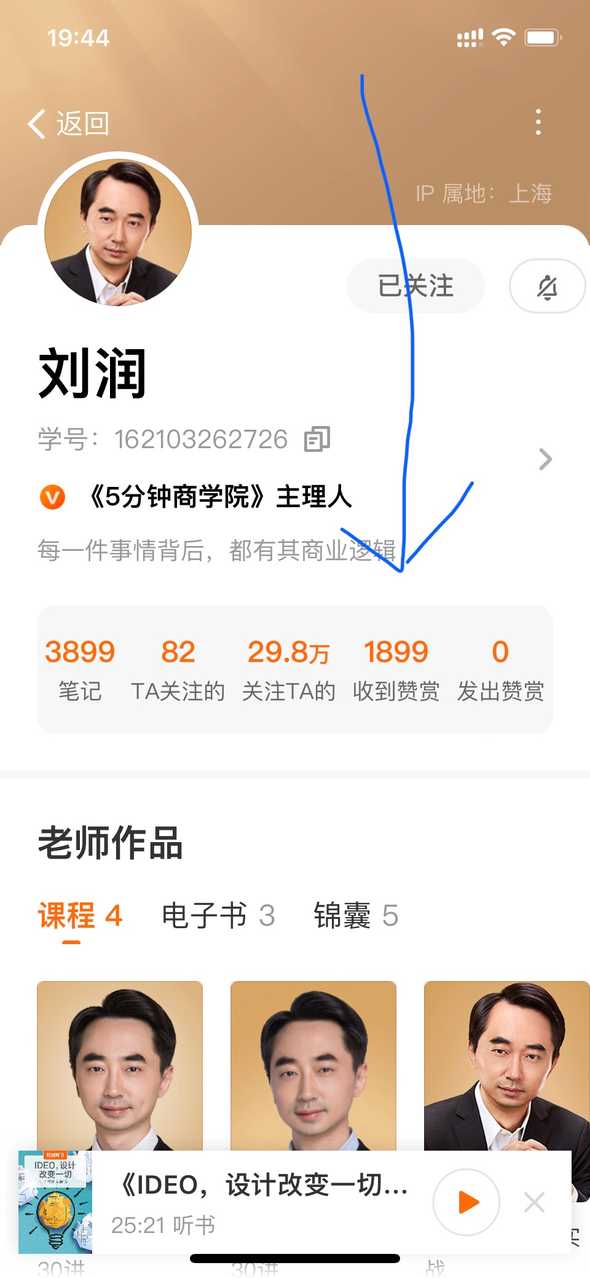 19:44
返回
IP 属地：上海
已关注
刘润
学号：162103262726
《5分钟商学院》主理人
每一件事情背后，都有其商业逻辑
3899 82 29.8万 1899 0
笔记 TA关注的 关注TA的 收到赞赏 发出赞赏
老师作品
课程 4 电子书 3 锦囊 5
IDEO，设计
改变一切
《IDEO，设计改变一切...
25:21 听书
30讲 30讲 战